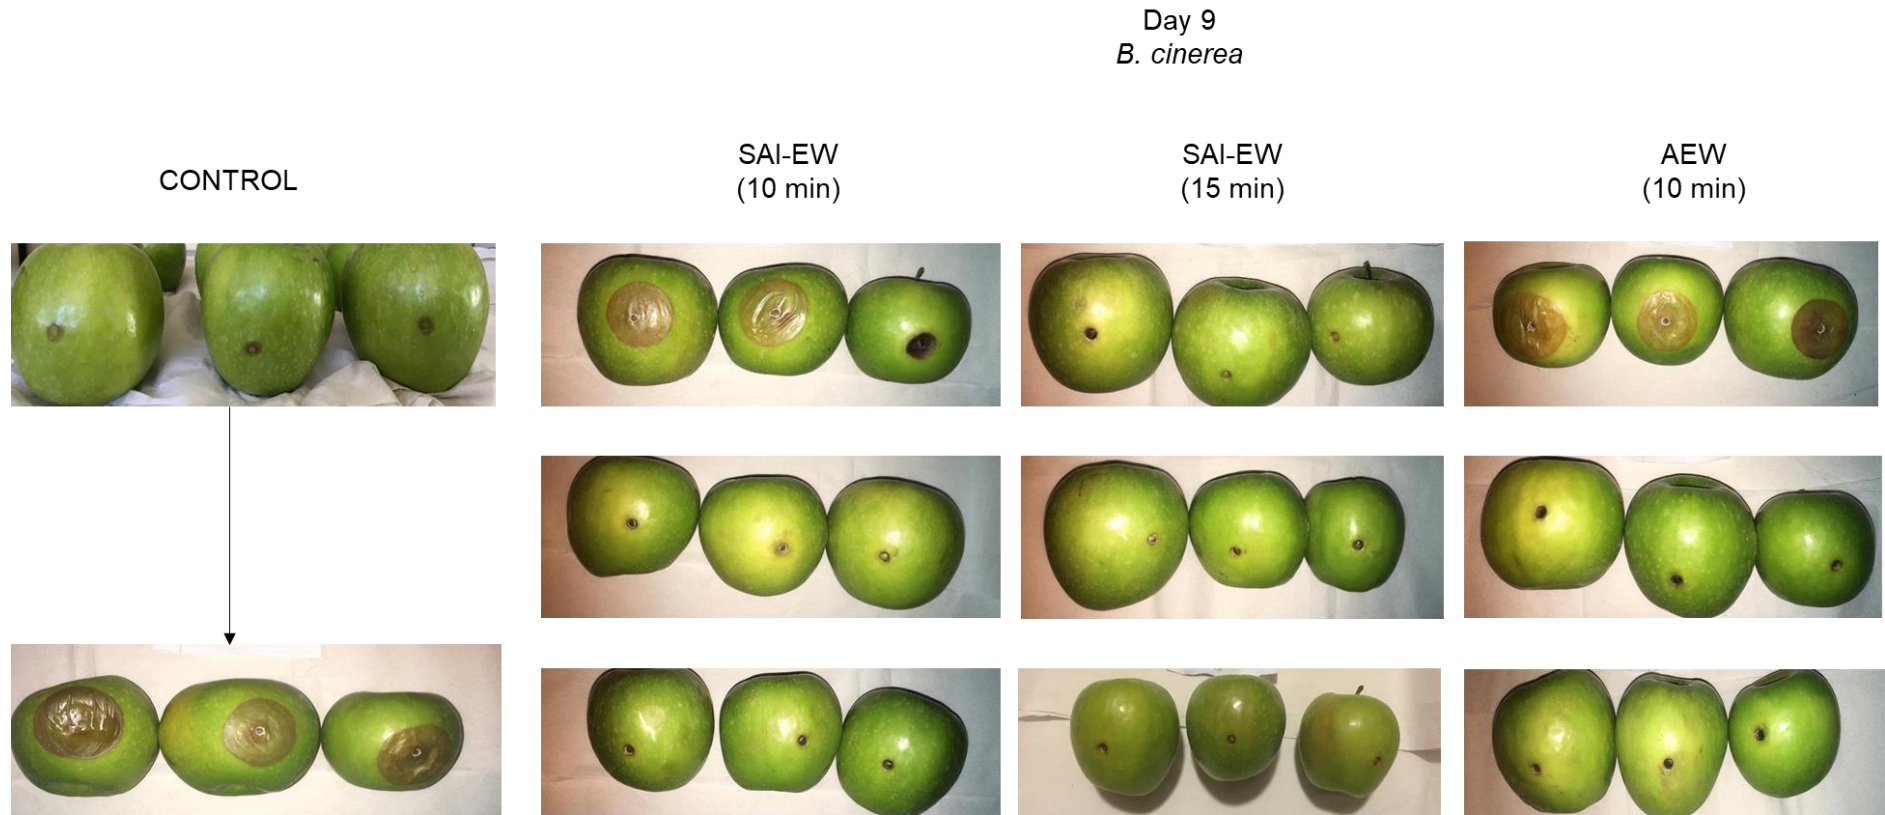 Day 9
B. cinerea
CONTROL
SAI-EW
(10 min)
SAI-EW
(15 min)
AEW
(10 min)